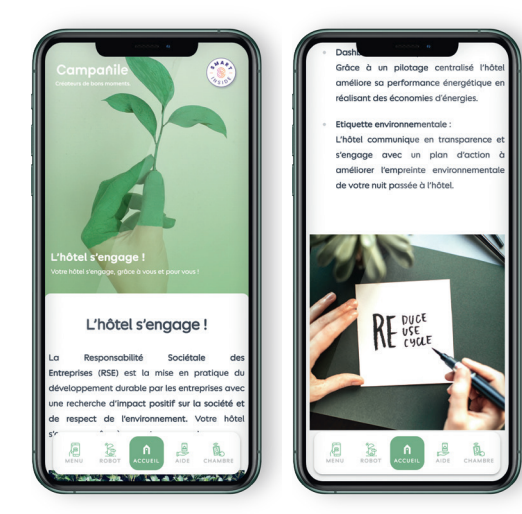 Campanile
Créateurs de bons moments
SMART
INSIDE
L'hôtel s'engage !
Votre hôtel s'engage, grâce à vous et pour vous !
L'hôtel s'engage !
La Responsabilité Sociétale des
Entreprises (RSE) est la mise en pratique du
développement durable par les entreprises avec
une recherche d'impact positif sur la société et
de respect de l'environnement. Votre hôtel
MENU
ROBOT
ACCUEIL
AIDE
CHAMBRE
Grâce à un pilotage centralisé l'hôtel
améliore sa performance énergétique en
réalisant des économies d'énergies.
Etiquette environnementale :
L'hôtel communique en transparence et
s'engage avec un plan d'action à
améliorer l'empreinte environnementale
de votre nuit passée à l'hôtel.
RE DUCE
USE
CYCLE
MENU
ROBOT
ACCUEIL
AIDE
CHAMBRE